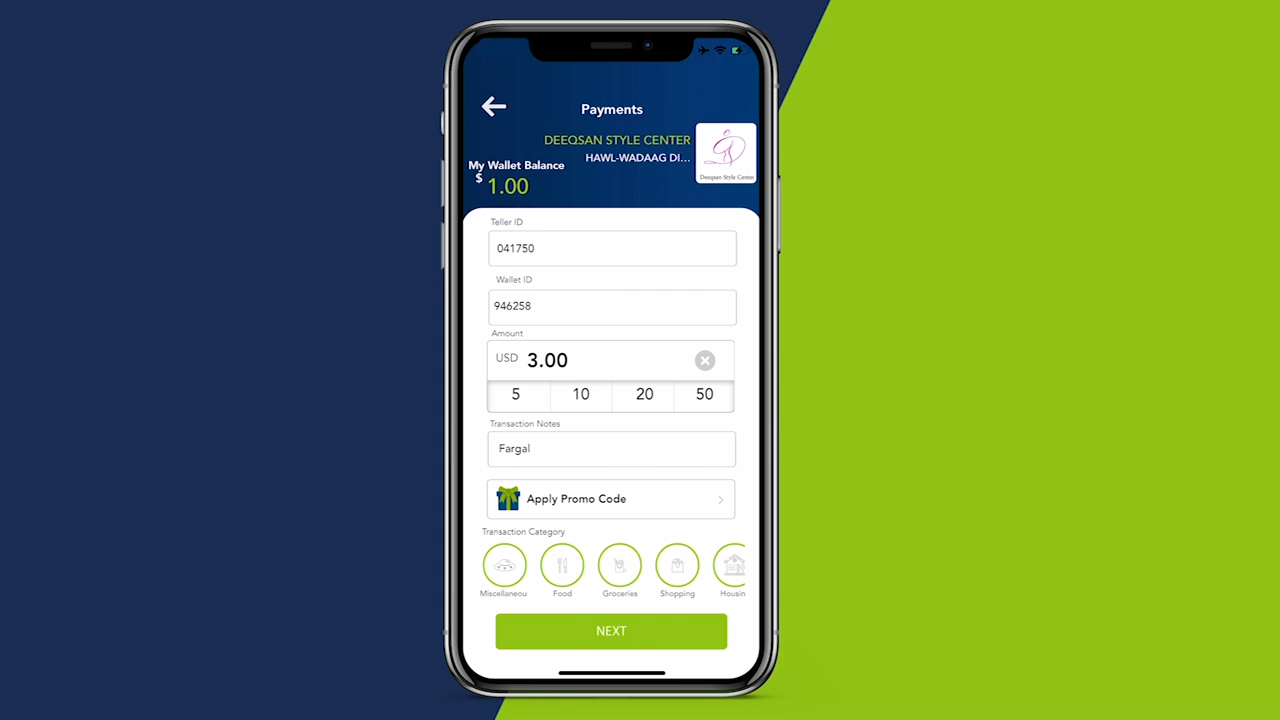 Payments
DEEQSAN STYLE CENTER
HAWL-WADAAG DI...
Deeqsan Style Center
My Wallet Balance
$ 1.00
Teller ID
041750
Wallet ID
946258
Amount
USD 3.00
5 10 20 50
Transaction Notes
Fargal
Apply Promo Code
Transaction Category
Miscellaneou Food Groceries Shopping Housin
NEXT